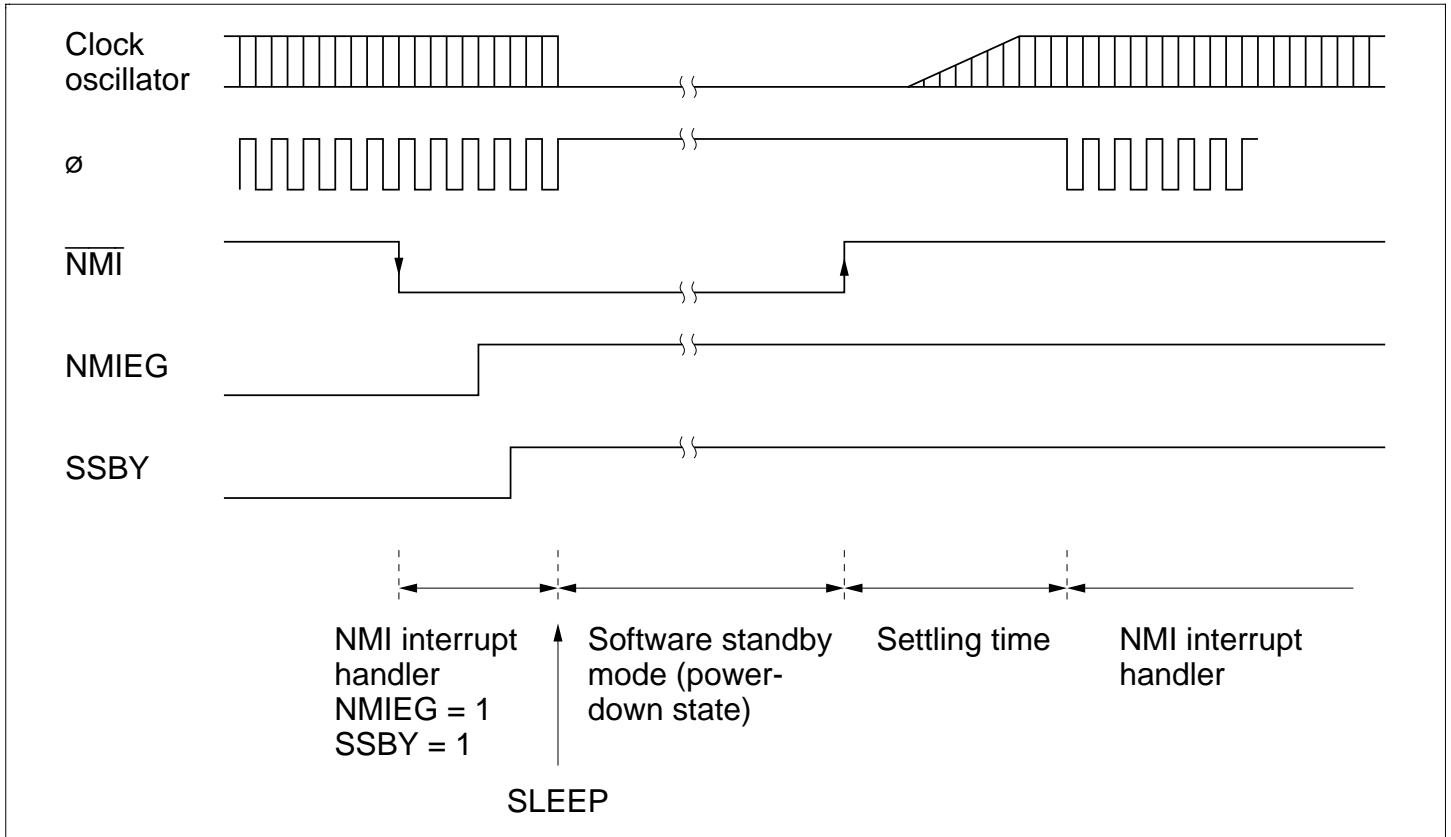 Clock
oscillator
ø
NMI
NMIEG
SSBY
NMI interrupt
handler
NMIEG = 1
SSBY = 1
Software standby
mode (power-
down state)
Settling time
NMI interrupt
handler
SLEEP